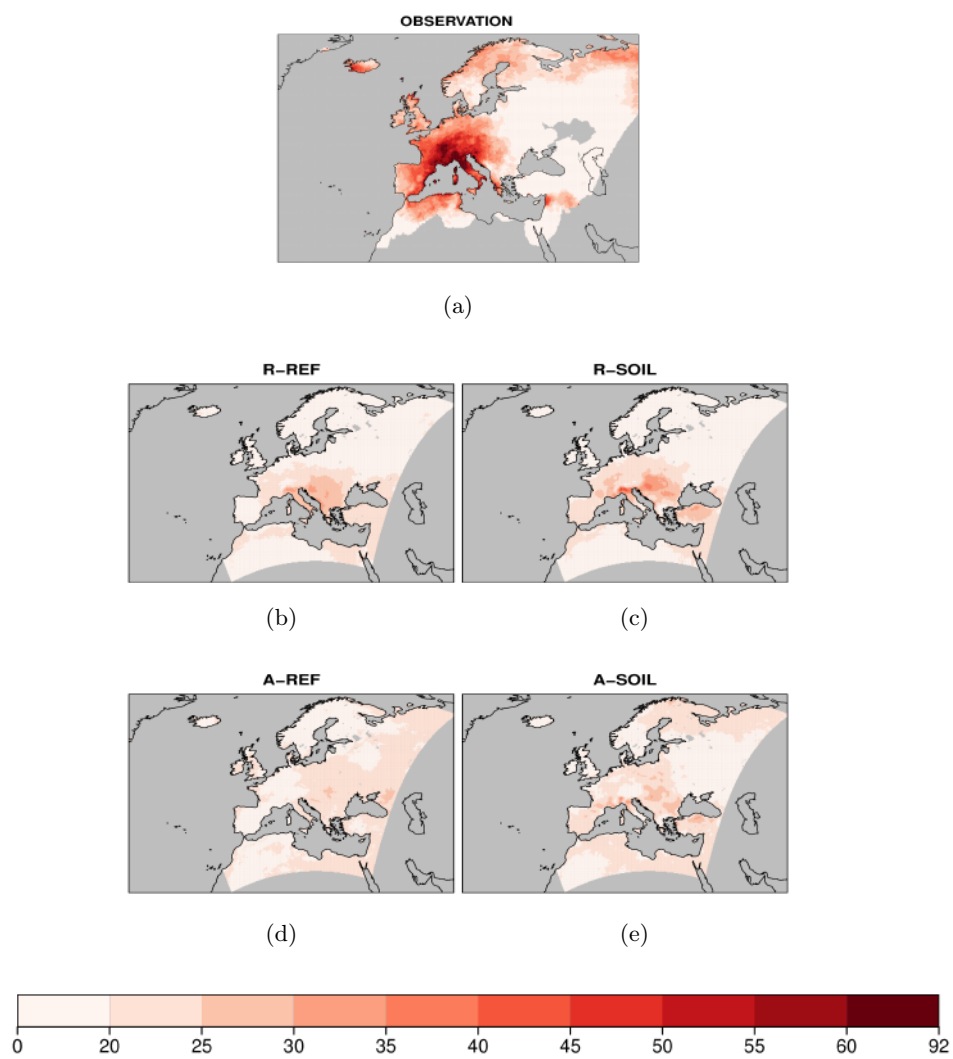 OBSERVATION
(a)
R−REF R−SOIL
(b) (c)
A−REF A−SOIL
(d) (e)
0 20 25 30 35 40 45 50 55 60 92